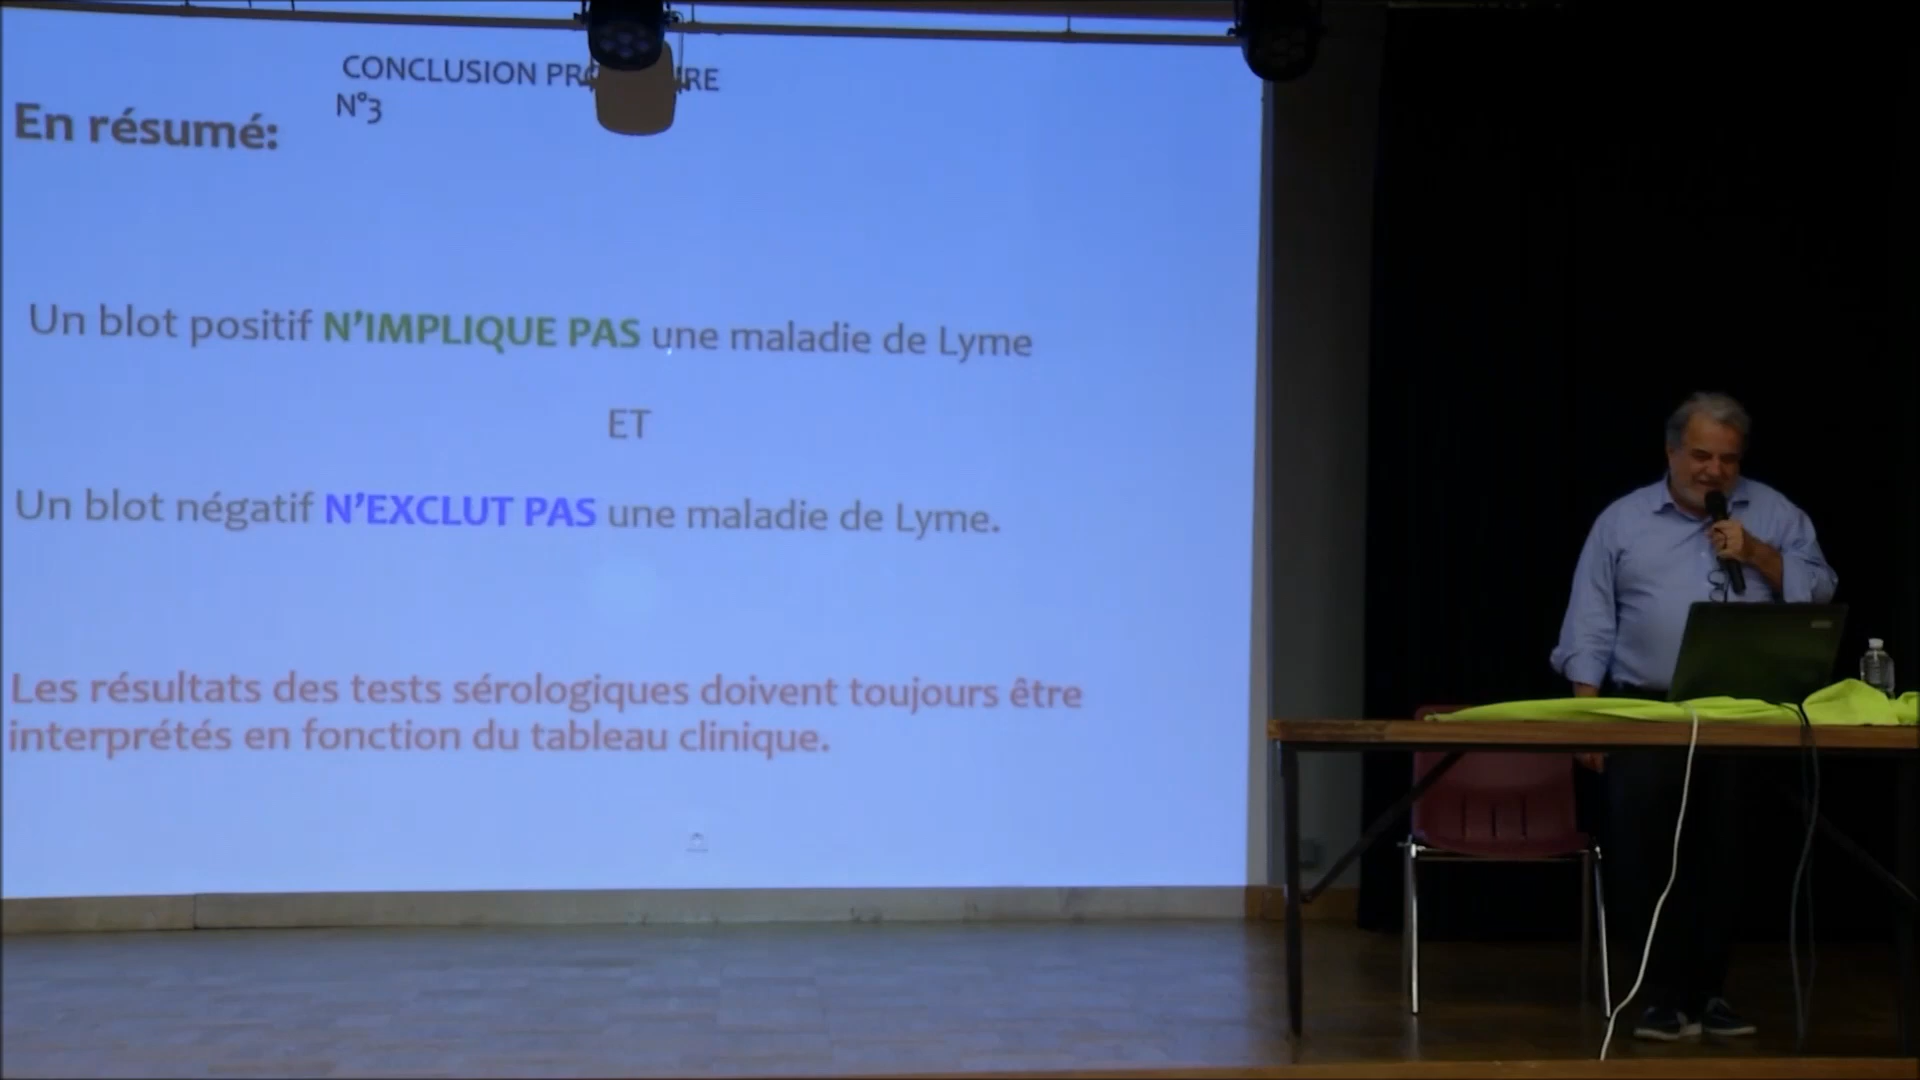 CONCLUSION PR RE
N°3
En résumé:
Un blot positif N'IMPLIQUE PAS une maladie de Lyme
ET
Un blot négatif N'EXCLUT PAS une maladie de Lyme.
Les résultats des tests sérologiques doivent toujours être
interprétés en fonction du tableau clinique.